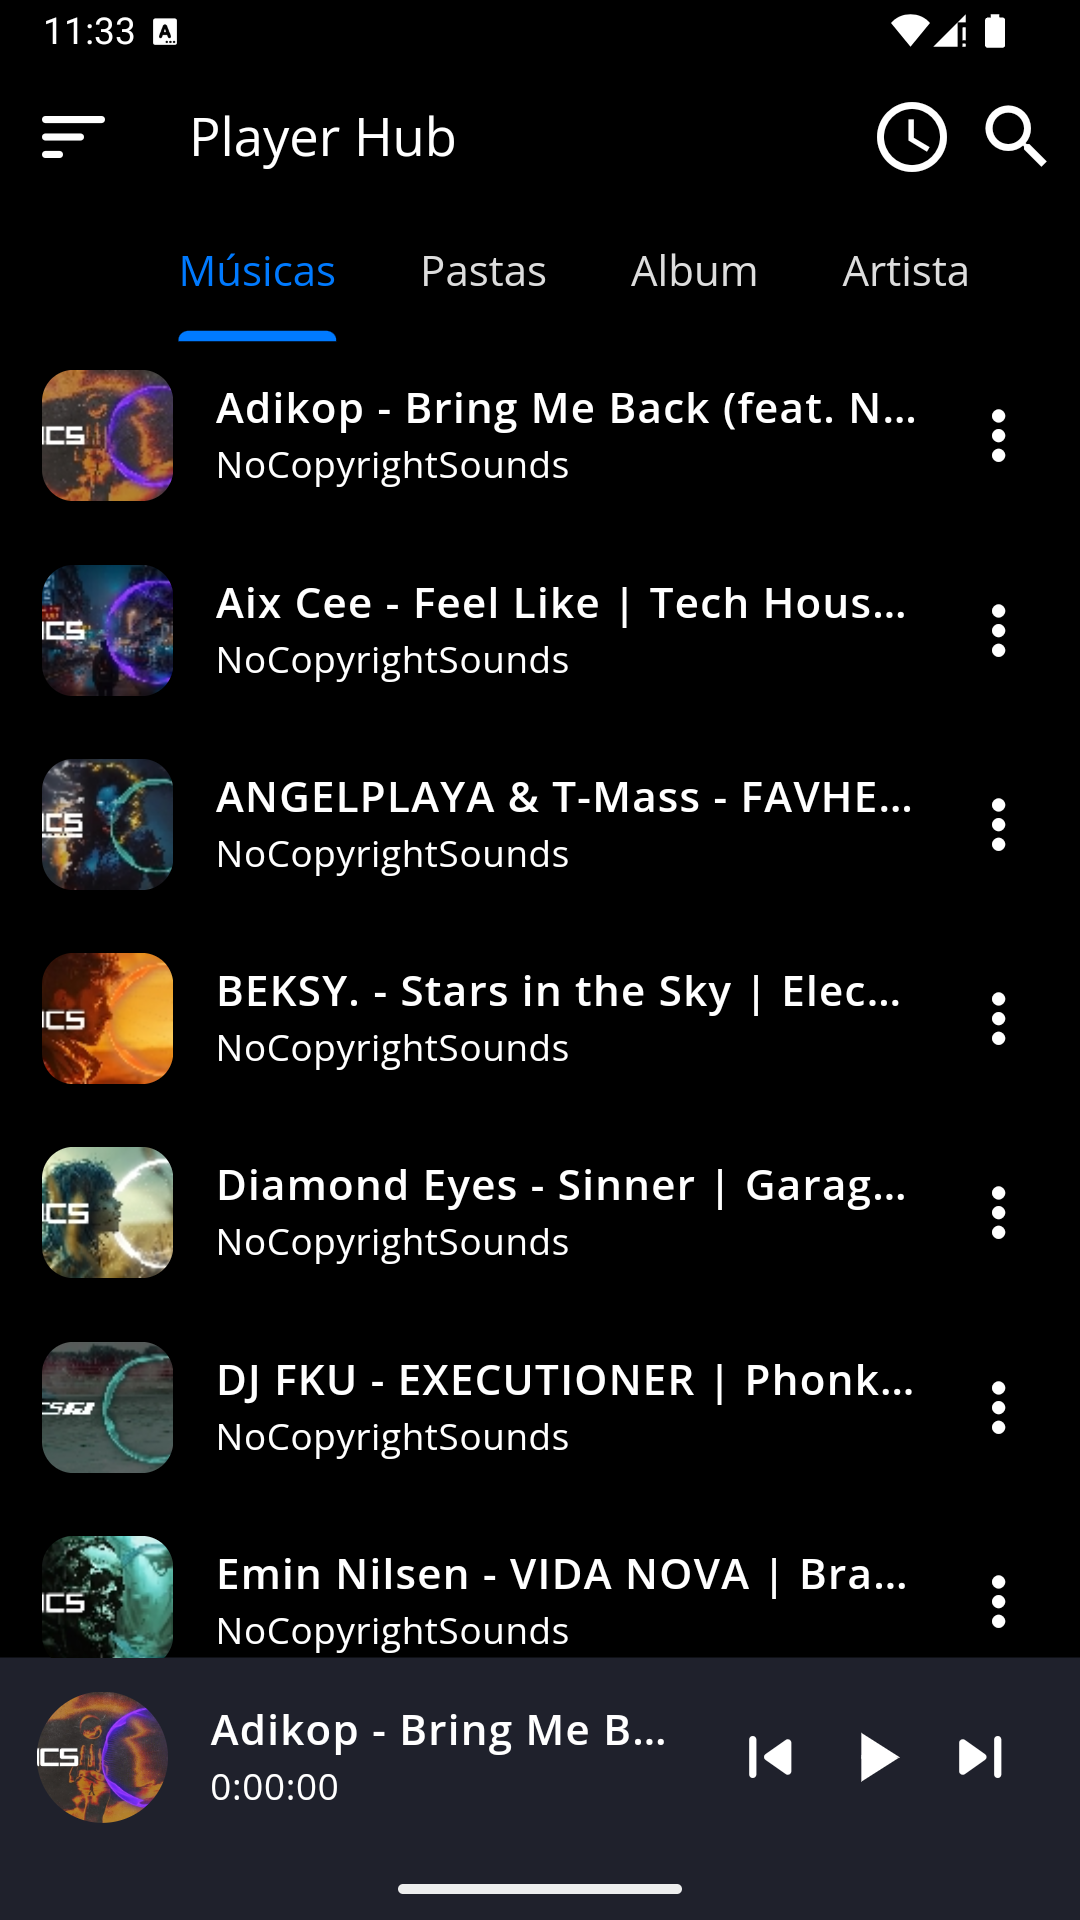 11:33
Player Hub
Músicas Pastas Album Artista
Adikop - Bring Me Back (feat. N...
NoCopyrightSounds
Aix Cee - Feel Like | Tech Hous...
NoCopyrightSounds
ANGELPLAYA & T-Mass - FAVHE...
NoCopyrightSounds
BEKSY. - Stars in the Sky | Elec...
NoCopyrightSounds
Diamond Eyes - Sinner | Garag...
NoCopyrightSounds
DJ FKU - EXECUTIONER | Phonk...
NoCopyrightSounds
Emin Nilsen - VIDA NOVA | Bra...
NoCopyrightSounds
Adikop - Bring Me B...
0:00:00